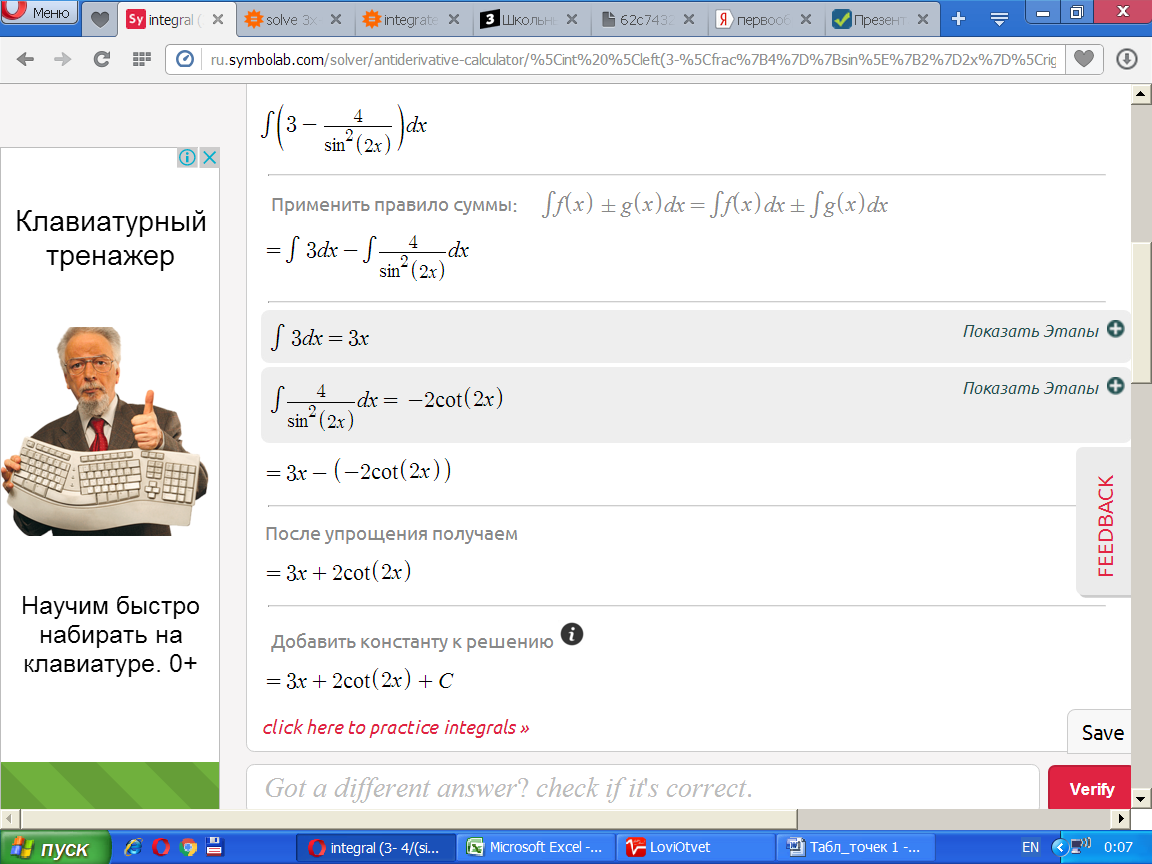 Меню
Sy integral (
solve 3x
integrate
3 Школьны
62c7432
Я первооб
Презент
ru.symbolab.com/solver/antiderivative-calculator/%5Cint%20%5Cleft(3-%5Cfrac%7B4%7D%7Bsin%5E%7B2%7D2x%7D%5Crig
∫(3 − 4/sin²(2x))dx
Применить правило суммы: ∫f(x) ± g(x)dx = ∫f(x)dx ± ∫g(x)dx
= ∫ 3dx − ∫ 4/sin²(2x) dx
∫ 3dx = 3x
Показать Этапы
∫ 4/sin²(2x) dx = −2cot(2x)
Показать Этапы
= 3x − (−2cot(2x))
После упрощения получаем
= 3x + 2cot(2x)
Добавить константу к решению
= 3x + 2cot(2x) + C
click here to practice integrals »
Save
Got a different answer? check if it's correct.
Verify
FEEDBACK
Клавиатурный
тренажер
Научим быстро
набирать на
клавиатуре. 0+
пуск
integral (3- 4/(si...
Microsoft Excel -...
LoviOtvet
Табл_точек 1 -...
EN
0:07